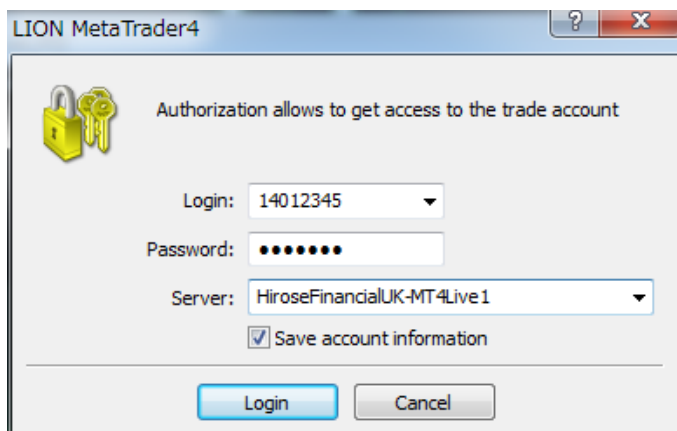 LION MetaTrader4
Authorization allows to get access to the trade account
Login: 14012345
Password: •••••••
Server: HiroseFinancialUK-MT4Live1
Save account information
Login Cancel